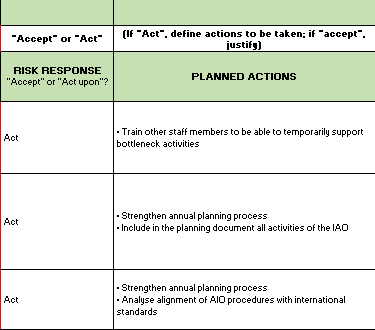 "Accept" or "Act"
(If "Act", define actions to be taken; if "accept",
justify)
RISK RESPONSE
"Accept" or "Act upon"?
PLANNED ACTIONS
Act
• Train other staff members to be able to temporarily support
bottleneck activities
Act
• Strengthen annual planning process
• Include in the planning document all activities of the IAO
Act
• Strengthen annual planning process
• Analyse alignment of AIO procedures with international
standards